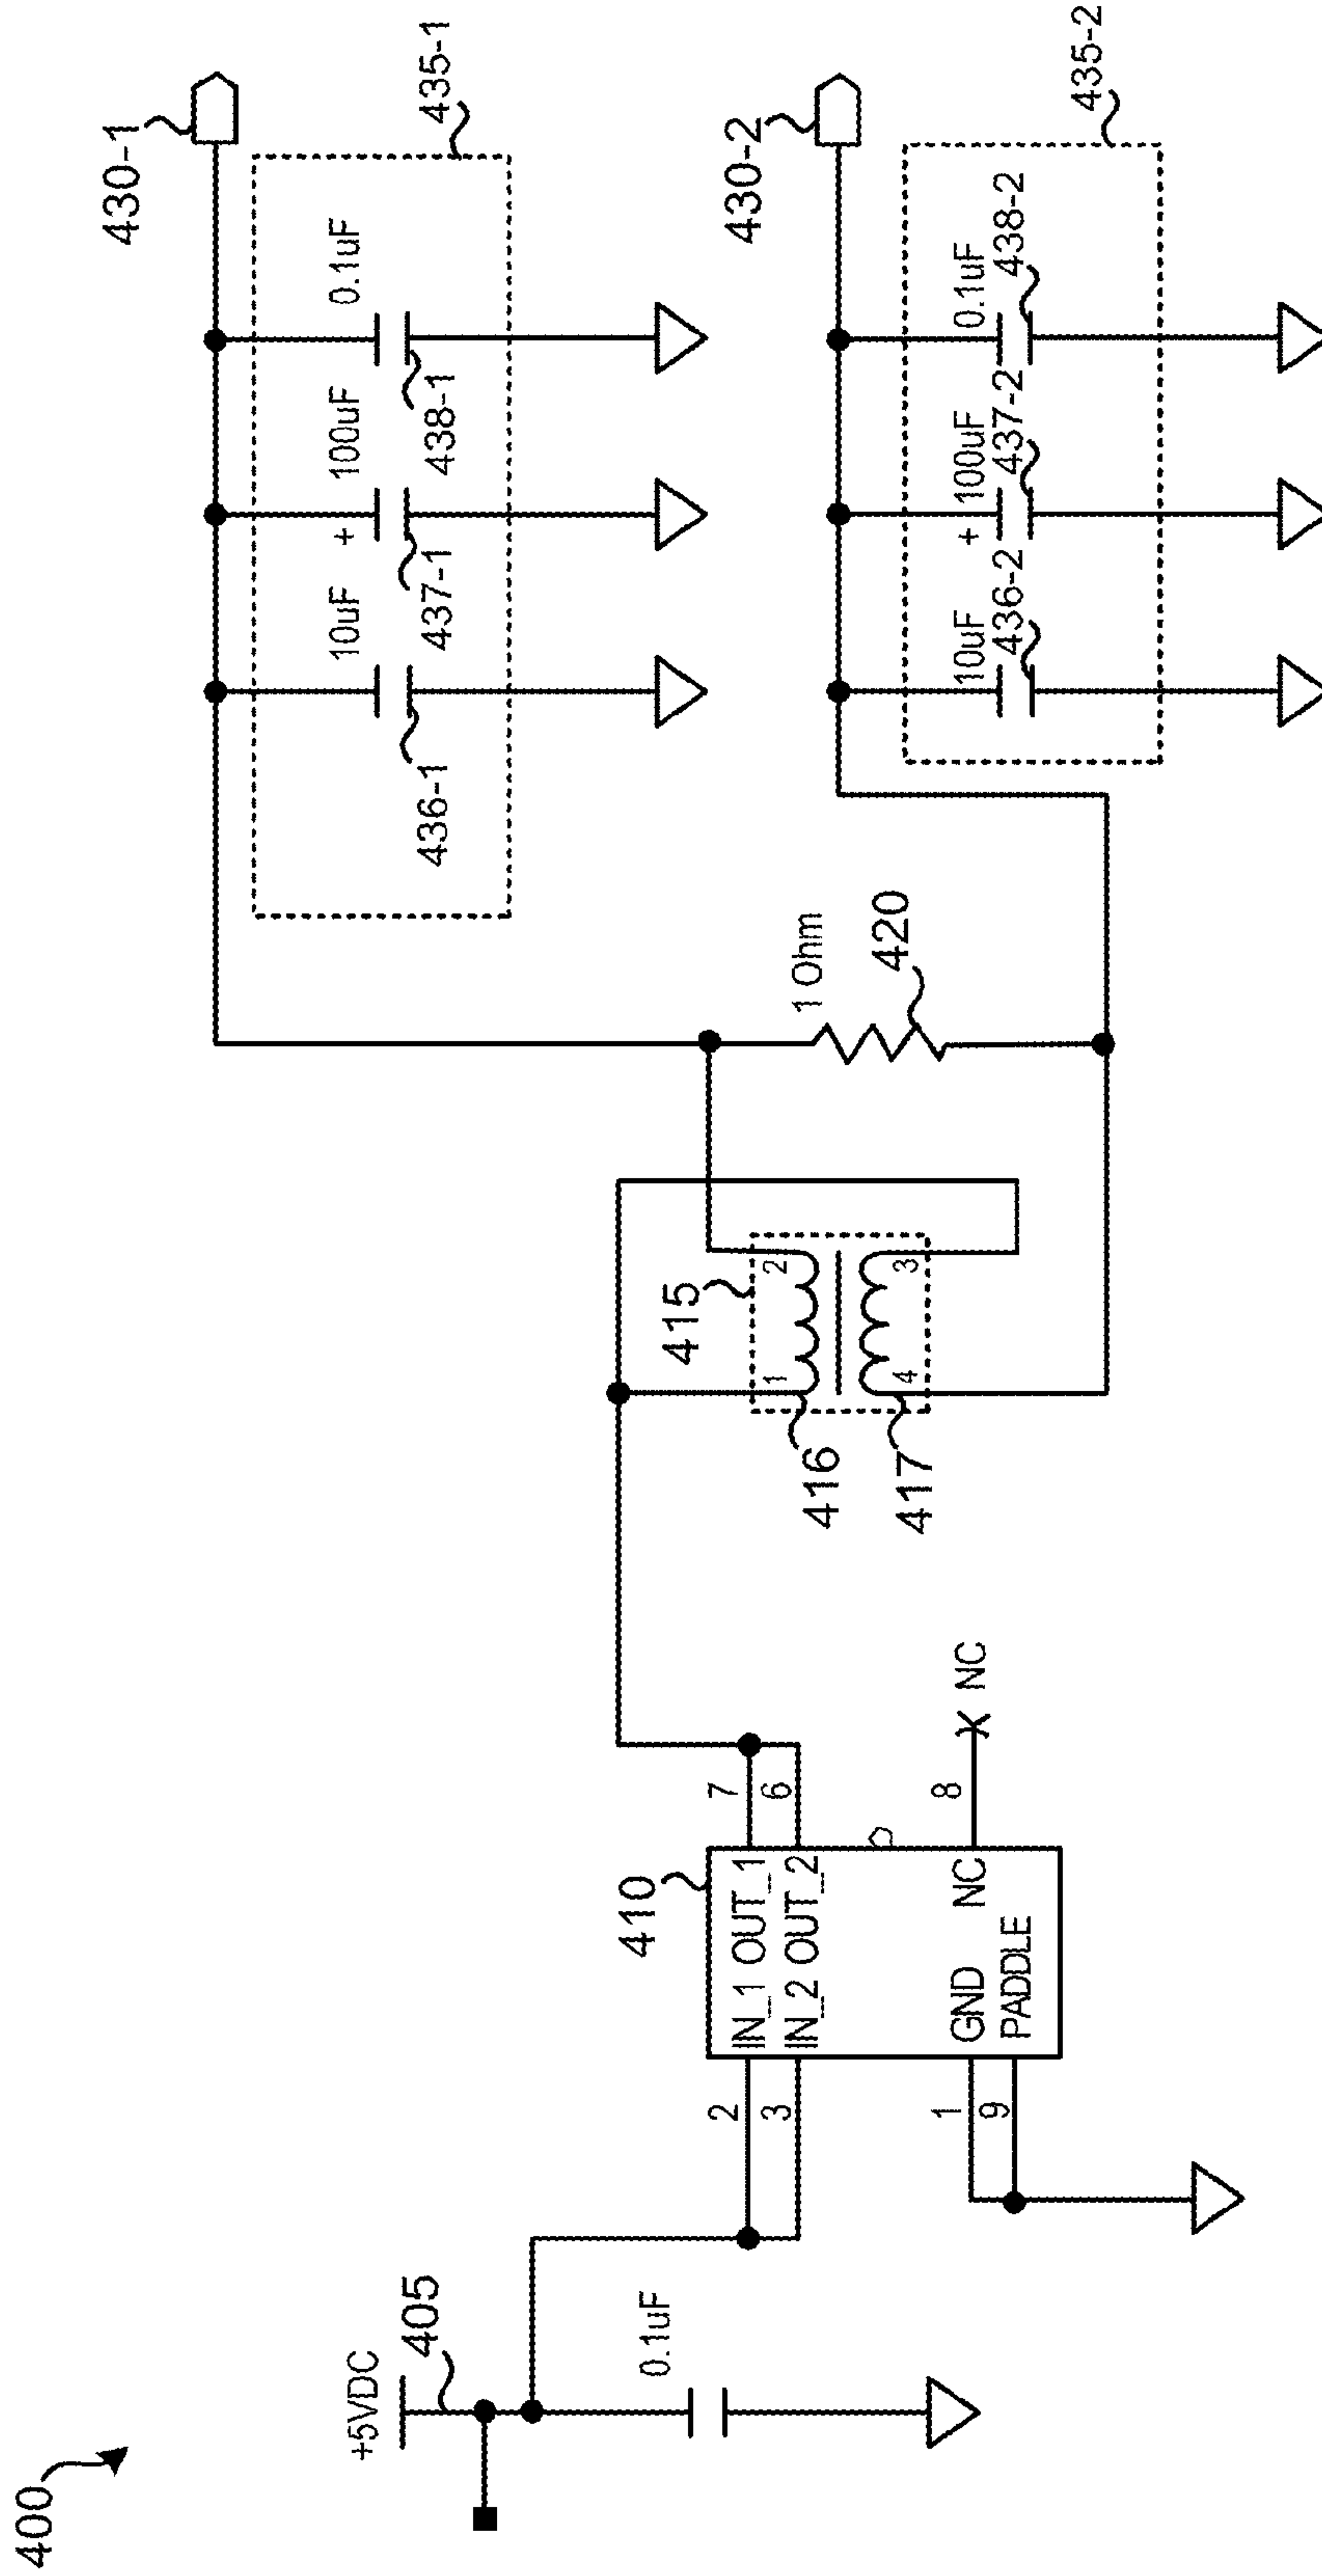 400
+5VDC
405
0.1uF
2
3
1
9
410
IN_1 OUT_1
IN_2 OUT_2
GND NC
PADDLE
7
6
8
NC
415
1
2
4
3
416
417
1 Ohm
420
430-1
435-1
10uF
+ 100uF
0.1uF
436-1
437-1
438-1
430-2
435-2
10uF
+ 100uF
0.1uF
436-2
437-2
438-2